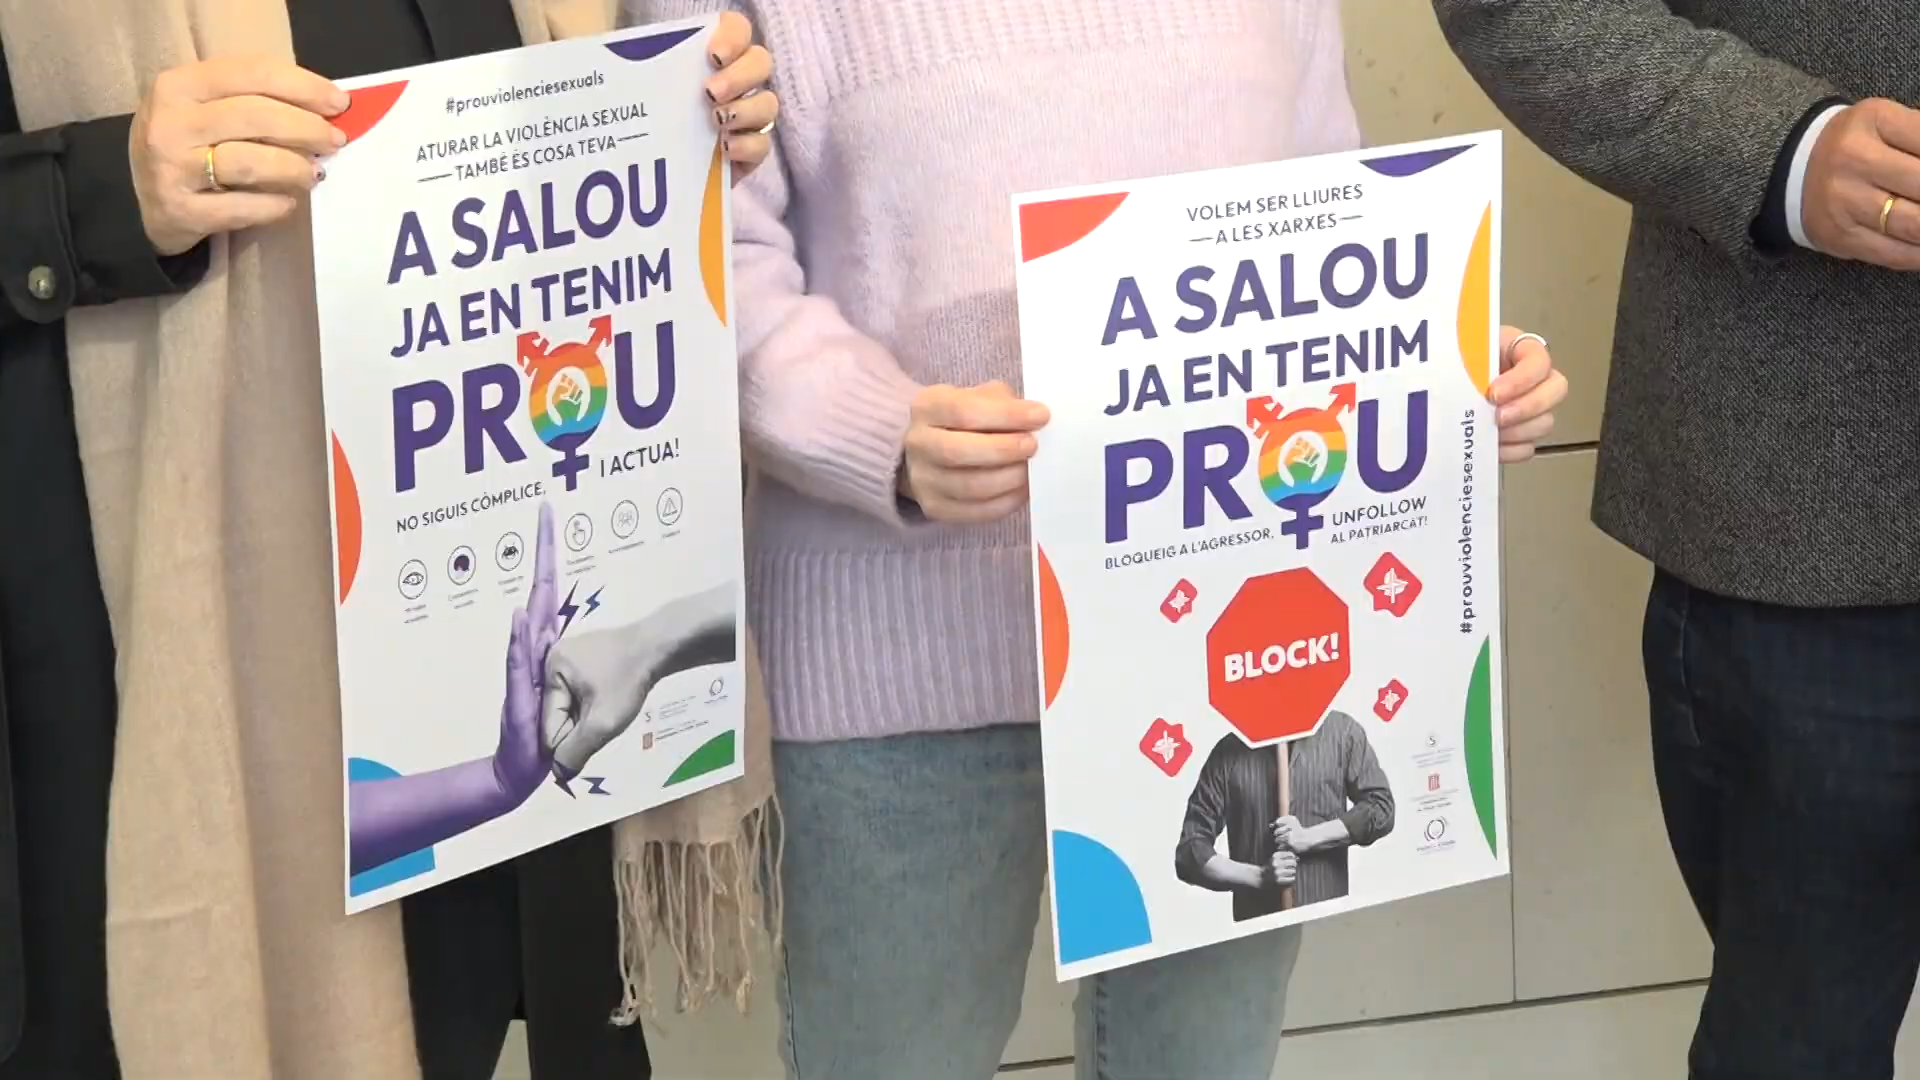 #prouviolenciesexuals
ATURAR LA VIOLÈNCIA SEXUAL
TAMBÉ ÉS COSA TEVA
A SALOU
JA EN TENIM
PROU
NO SIGUIS CÒMPLICE,
I ACTUA!
VOLEM SER LLIURES
A LES XARXES
A SALOU
JA EN TENIM
PROU
BLOQUEIG A L'AGRESSOR,
UNFOLLOW
AL PATRIARCAT!
#prouviolenciesexuals
BLOCK!